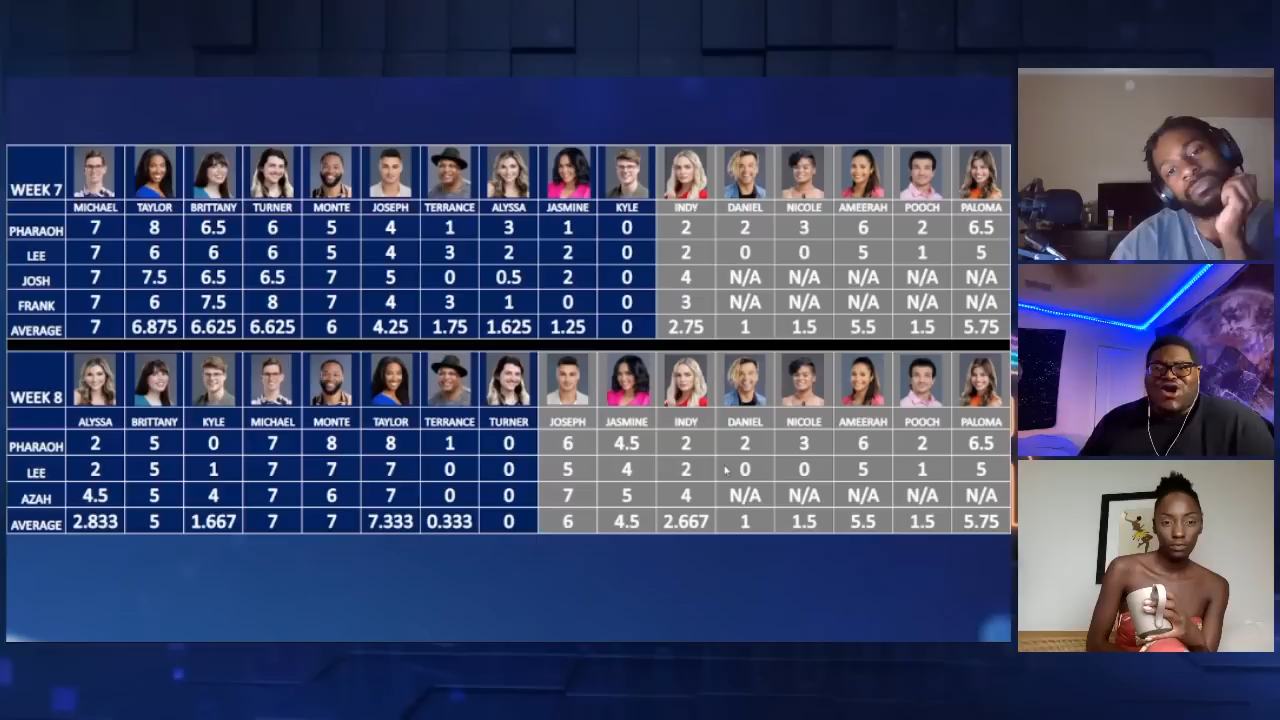 WEEK 7
MICHAEL TAYLOR BRITTANY TURNER MONTE JOSEPH TERRANCE ALYSSA JASMINE KYLE INDY DANIEL NICOLE AMEERAH POOCH PALOMA
PHARAOH 7 8 6.5 6 5 4 1 3 1 0 2 2 3 6 2 6.5
LEE 7 6 6 6 5 4 3 2 2 0 2 0 0 5 1 5
JOSH 7 7.5 6.5 6.5 7 5 0 0.5 2 0 4 N/A N/A N/A N/A N/A
FRANK 7 6 7.5 8 7 4 3 1 0 0 3 N/A N/A N/A N/A N/A
AVERAGE 7 6.875 6.625 6.625 6 4.25 1.75 1.625 1.25 0 2.75 1 1.5 5.5 1.5 5.75
WEEK 8
ALYSSA BRITTANY KYLE MICHAEL MONTE TAYLOR TERRANCE TURNER JOSEPH JASMINE INDY DANIEL NICOLE AMEERAH POOCH PALOMA
PHARAOH 2 5 0 7 8 8 1 0 6 4.5 2 2 3 6 2 6.5
LEE 2 5 1 7 7 7 0 0 5 4 2 0 0 5 1 5
AZAH 4.5 5 4 7 6 7 0 0 7 5 4 N/A N/A N/A N/A N/A
AVERAGE 2.833 5 1.667 7 7 7.333 0.333 0 6 4.5 2.667 1 1.5 5.5 1.5 5.75